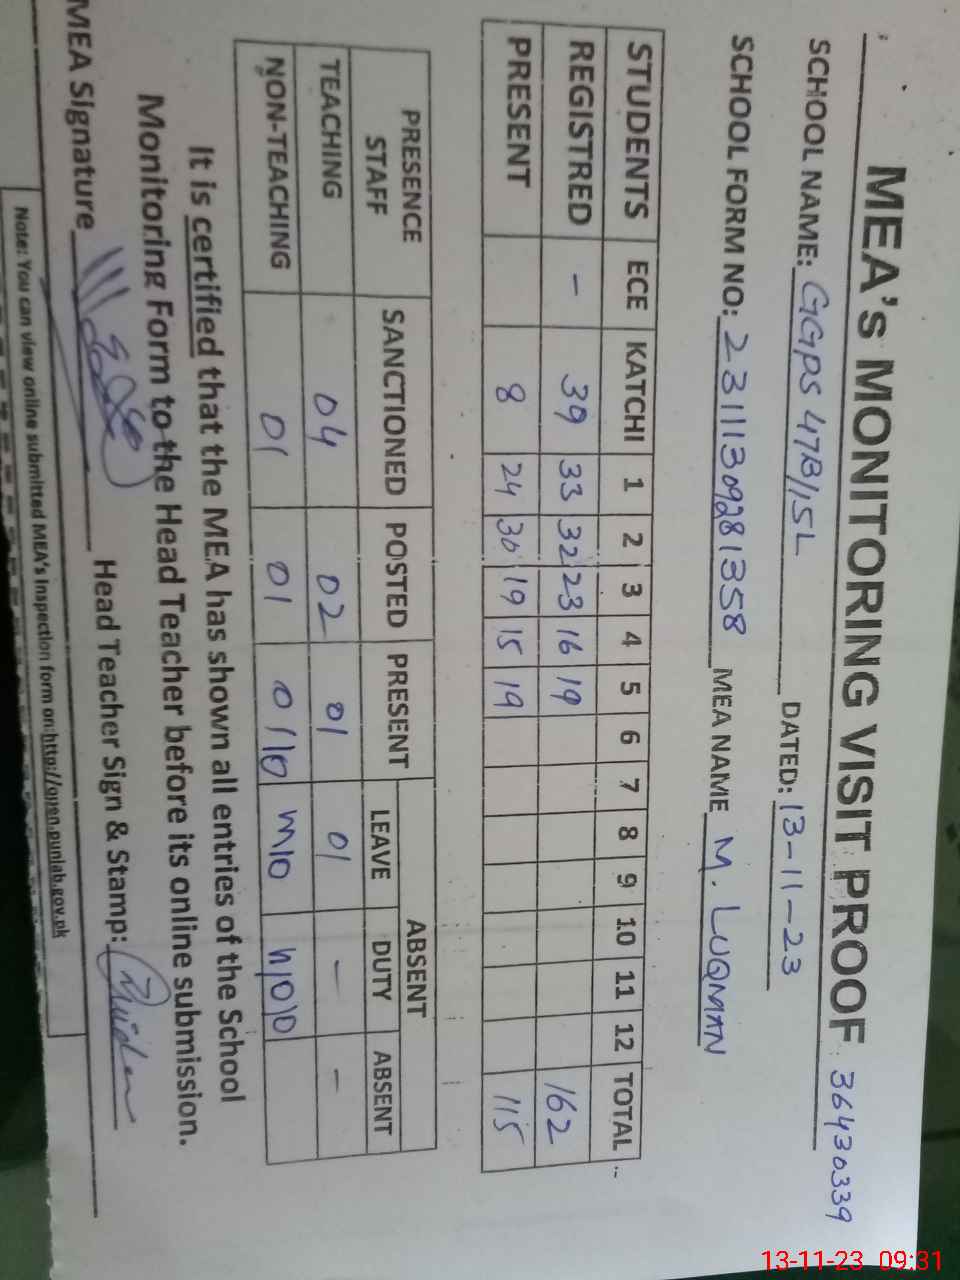 MEA's MONITORING VISIT PROOF 36430339
SCHOOL NAME: GGPS 47B/15L DATED: 13-11-23
SCHOOL FORM NO: 2311130928 1358 MEA NAME M. LUQMAN
STUDENTS ECE KATCHI 1 2 3 4 5 6 7 8 9 10 11 12 TOTAL
REGISTRED - 39 33 32 23 16 19 162
PRESENT 8 24 30 19 15 19 115
PRESENCE STAFF SANCTIONED POSTED PRESENT ABSENT
LEAVE DUTY ABSENT
TEACHING 04 02 01 01 - -
NON-TEACHING 01 01
It is certified that the MEA has shown all entries of the School
Monitoring Form to the Head Teacher before its online submission.
MEA Signature Head Teacher Sign & Stamp:
Note: You can view online submitted MEA's Inspection form on:http://open.punjab.gov.pk
13-11-23 09:31